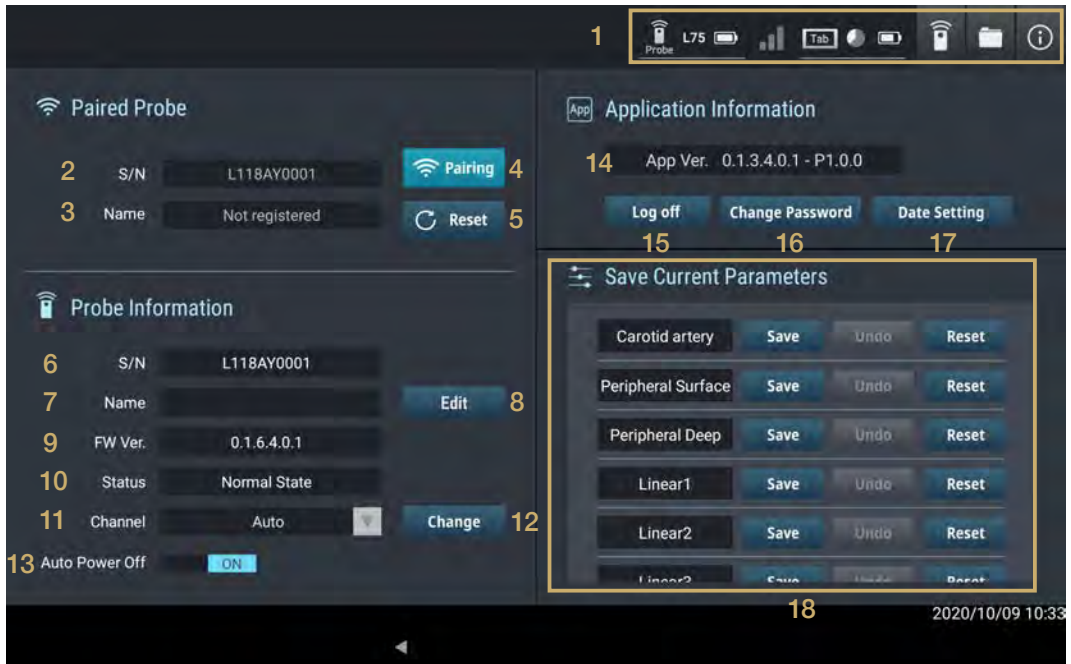 1
Probe L75 Tab
Paired Probe
2 S/N L118AY0001 Pairing 4
3 Name Not registered Reset 5
Probe Information
6 S/N L118AY0001
7 Name Edit 8
9 FW Ver. 0.1.6.4.0.1
10 Status Normal State
11 Channel Auto Change 12
13 Auto Power Off ON
App Application Information
14 App Ver. 0.1.3.4.0.1 - P1.0.0
Log off Change Password Date Setting
15 16 17
Save Current Parameters
Carotid artery Save Undo Reset
Peripheral Surface Save Undo Reset
Peripheral Deep Save Undo Reset
Linear1 Save Undo Reset
Linear2 Save Undo Reset
Linear3 Save Undo Reset
18
2020/10/09 10:33